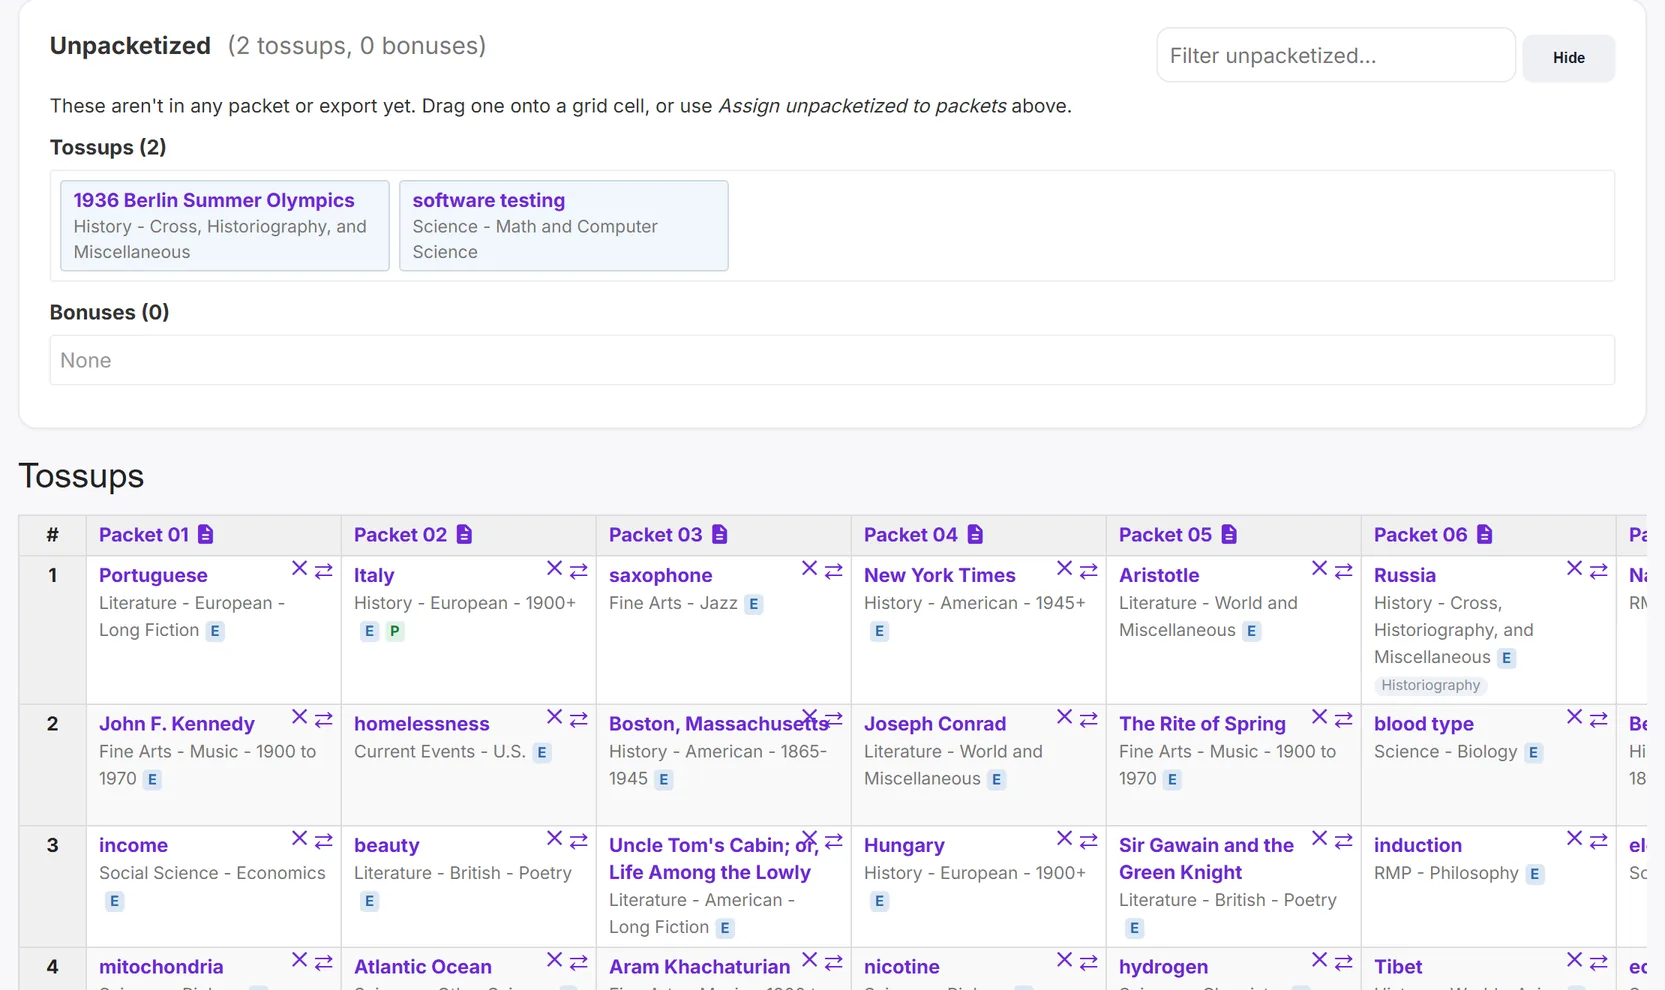 Unpacketized (2 tossups, 0 bonuses)
Filter unpacketized...
Hide
These aren't in any packet or export yet. Drag one onto a grid cell, or use Assign unpacketized to packets above.
Tossups (2)
1936 Berlin Summer Olympics
History - Cross, Historiography, and
Miscellaneous
software testing
Science - Math and Computer
Science
Bonuses (0)
None
Tossups
# Packet 01 Packet 02 Packet 03 Packet 04 Packet 05 Packet 06
1
Portuguese
Literature - European -
Long Fiction E
Italy
History - European - 1900+
E P
saxophone
Fine Arts - Jazz E
New York Times
History - American - 1945+
E
Aristotle
Literature - World and
Miscellaneous E
Russia
History - Cross,
Historiography, and
Miscellaneous E
Historiography
2
John F. Kennedy
Fine Arts - Music - 1900 to
1970 E
homelessness
Current Events - U.S. E
Boston, Massachusetts
History - American - 1865-
1945 E
Joseph Conrad
Literature - World and
Miscellaneous E
The Rite of Spring
Fine Arts - Music - 1900 to
1970 E
blood type
Science - Biology E
3
income
Social Science - Economics
E
beauty
Literature - British - Poetry
E
Uncle Tom's Cabin; or,
Life Among the Lowly
Literature - American -
Long Fiction E
Hungary
History - European - 1900+
E
Sir Gawain and the
Green Knight
Literature - British - Poetry
E
induction
RMP - Philosophy E
4
mitochondria
Atlantic Ocean
Aram Khachaturian
nicotine
hydrogen
Tibet